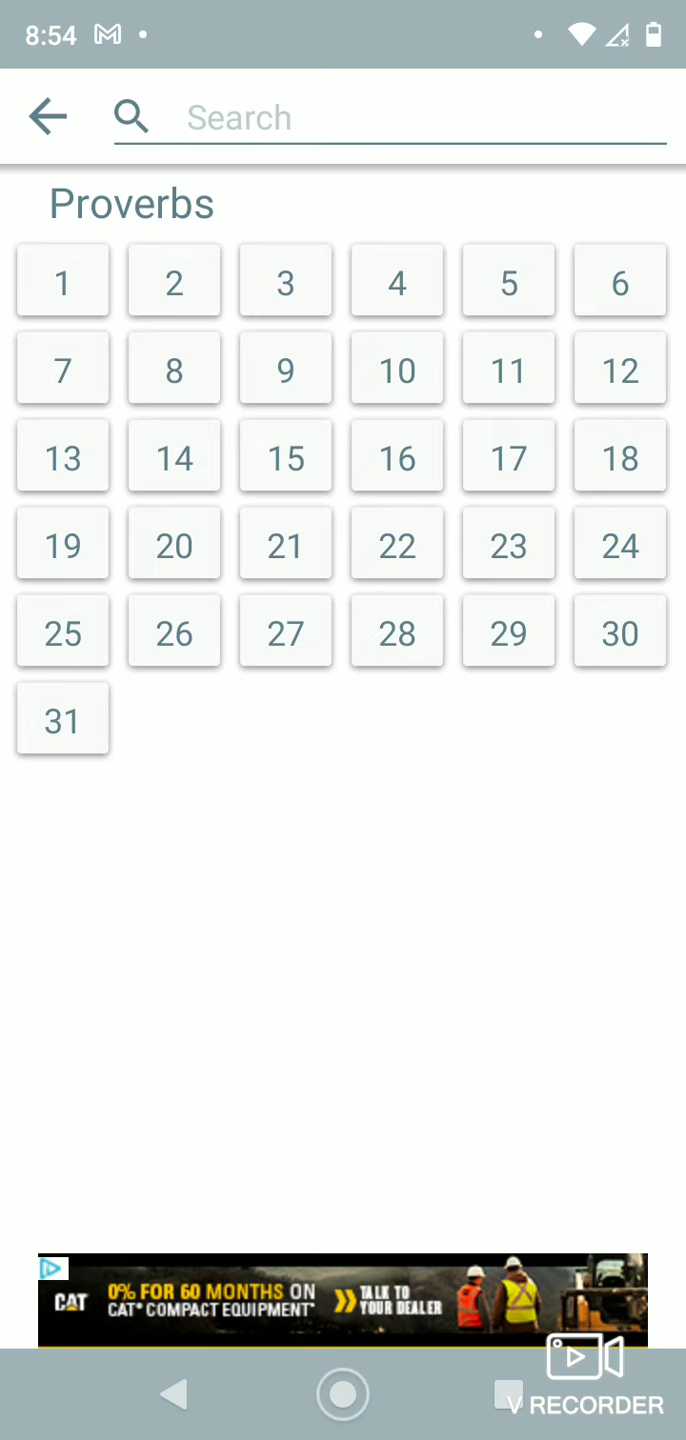 8:54
Search
Proverbs
1 2 3 4 5 6
7 8 9 10 11 12
13 14 15 16 17 18
19 20 21 22 23 24
25 26 27 28 29 30
31
CAT 0% FOR 60 MONTHS ON CAT® COMPACT EQUIPMENT* TALK TO YOUR DEALER
V RECORDER